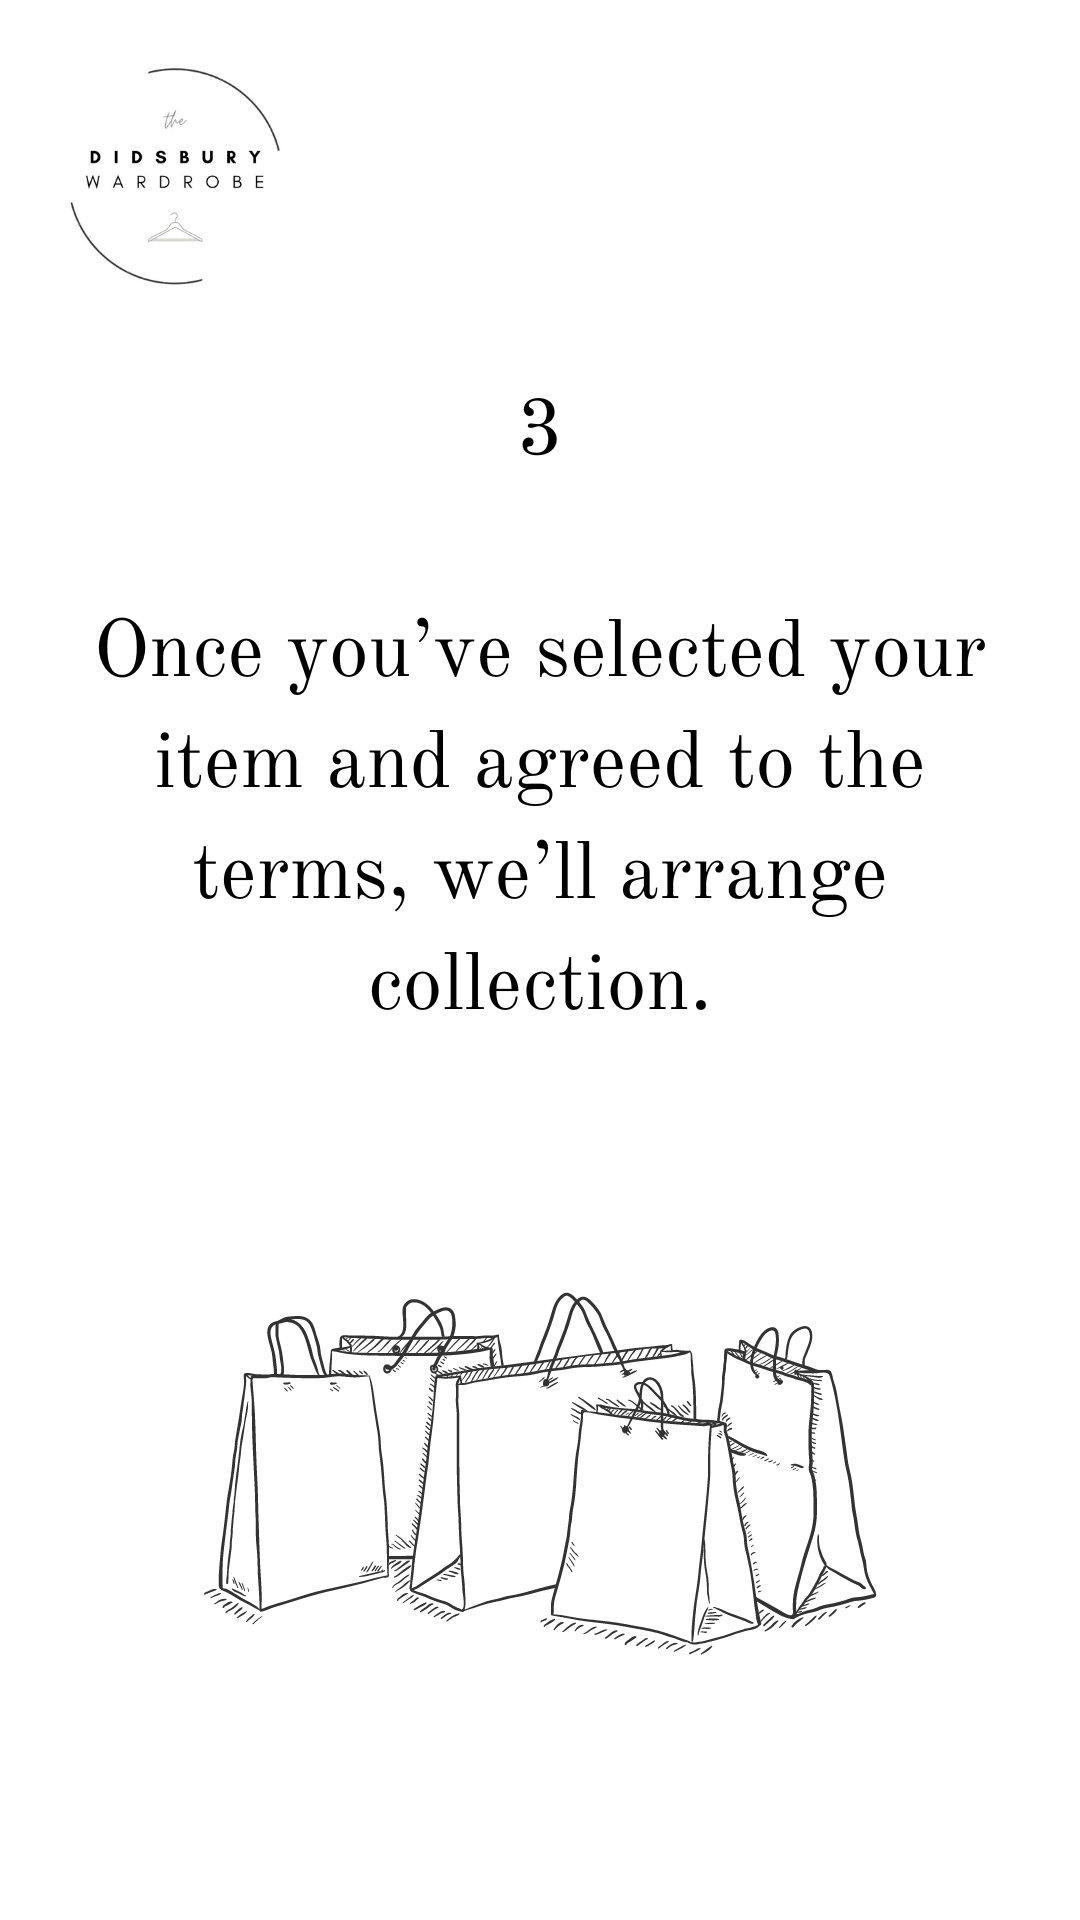 the
DIDSBURY
WARDROBE
3
Once you’ve selected your
item and agreed to the
terms, we’ll arrange
collection.